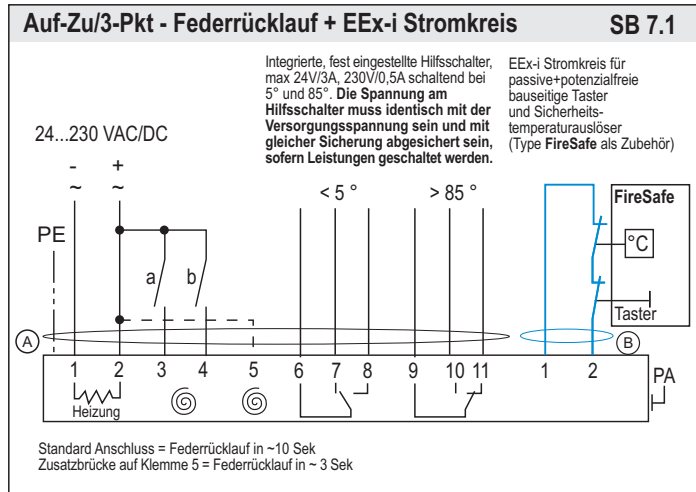 Auf-Zu/3-Pkt - Federrücklauf + EEx-i Stromkreis SB 7.1
Integrierte, fest eingestellte Hilfsschalter,
max 24V/3A, 230V/0,5A schaltend bei
5° und 85°. Die Spannung am
Hilfsschalter muss identisch mit der
Versorgungsspannung sein und mit
gleicher Sicherung abgesichert sein,
sofern Leistungen geschaltet werden.
EEx-i Stromkreis für
passive+potenzialfreie
bauseitige Taster
und Sicherheits-
temperaturauslöser
(Type FireSafe als Zubehör)
24...230 VAC/DC
- +
~ ~
< 5 ° > 85 °
FireSafe
PE
°C
a b
Taster
A B
1 2 3 4 5 6 7 8 9 10 11 1 2
PA
Heizung
Standard Anschluss = Federrücklauf in ~10 Sek
Zusatzbrücke auf Klemme 5 = Federrücklauf in ~ 3 Sek